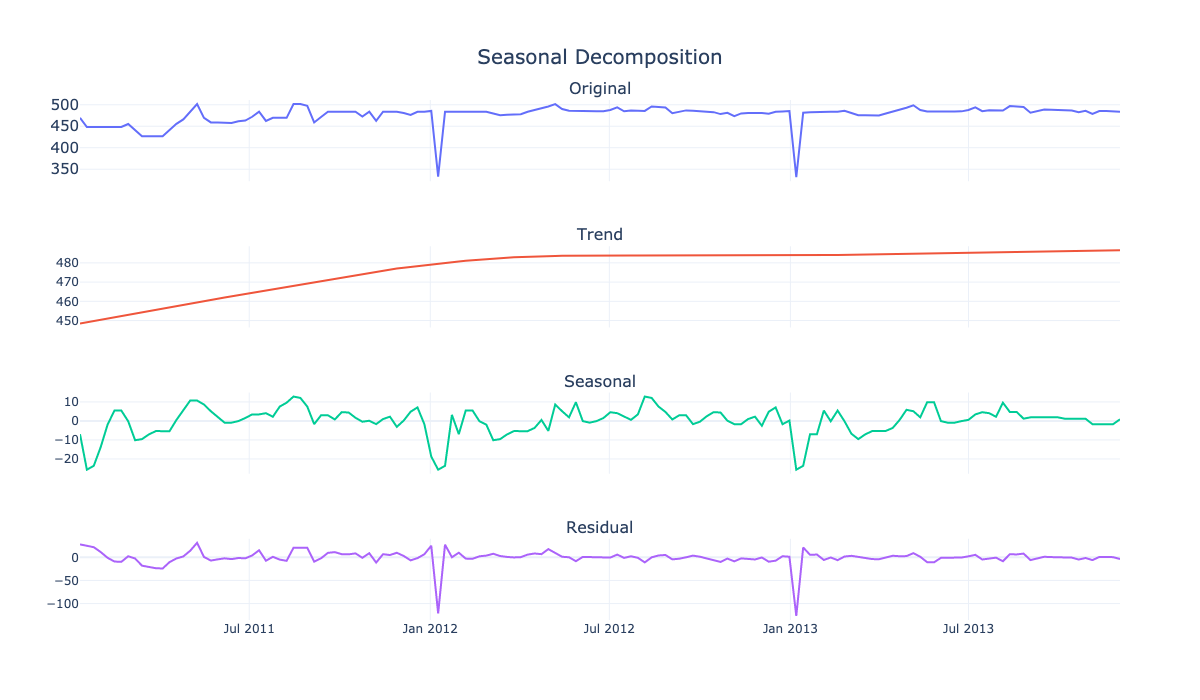 Seasonal Decomposition
Original
500
450
400
350
Trend
480
470
460
450
Seasonal
10
0
−10
−20
Residual
0
−50
−100
Jul 2011 Jan 2012 Jul 2012 Jan 2013 Jul 2013